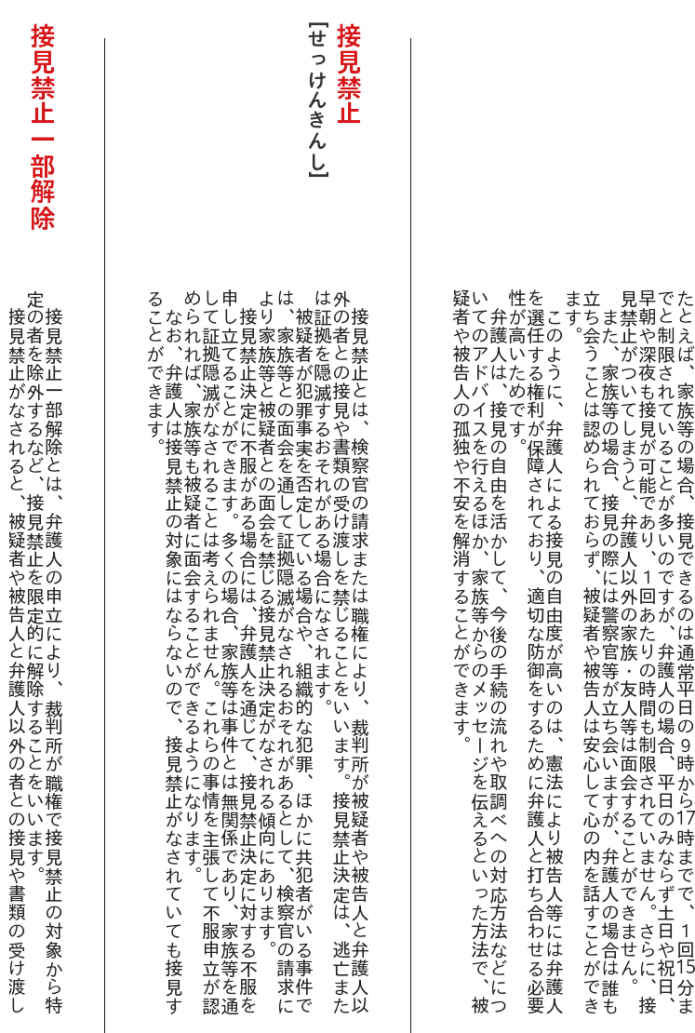 たとえば、家族等の場合、接見できるのは通常平日の９時から17時までで、１回15分ま
でと制限されていることが多いのですが、弁護人の場合、平日のみならず土日や祝日、
早朝や深夜も接見が可能であり、１回あたりの時間も制限されていません。さらに、接
見禁止がついてしまうと、弁護人以外の家族・友人等は面会することができません。
また、家族等の場合、接見の際には警察官等が立ち会いますが、弁護人の場合は誰も
立ち会うことは認められておらず、被疑者や被告人は安心して心の内を話すことができ
ます。
このように、弁護人による接見の自由度が高いのは、憲法により被告人等には弁護人
を選任する権利が保障されており、適切な防御をするために弁護人と打ち合わせる必要
性が高いためです。
弁護人は、接見の自由を活かして、今後の手続の流れや取調べへの対応方法などにつ
いてのアドバイスを行えるほか、家族等からのメッセージを伝えるといった方法で、被
疑者や被告人の孤独や不安を解消することができます。
接見禁止
［せっけんきんし］
接見禁止とは、検察官の請求または職権により、裁判所が被疑者や被告人と弁護人以
外の者との接見や書類の受け渡しを禁じることをいいます。接見禁止決定は、逃亡また
は証拠を隠滅するおそれがある場合になされます。
被疑者が犯罪事実を否定している場合や、組織的な犯罪、ほかに共犯者がいる事件で
は、家族等との面会を通して証拠隠滅がなされるおそれがあるとして、検察官の請求に
より家族等と被疑者との面会を禁じる接見禁止決定がなされる傾向にあります。
接見禁止決定に不服がある場合には、弁護人を通じて、接見禁止決定に対する不服を
申し立てることができます。多くの場合、家族等は事件とは無関係であり、家族等を通
して証拠隠滅がなされることは考えられません。これらの事情を主張して不服申立が認
められれば、家族等も被疑者に面会することができるようになります。
なお、弁護人は接見禁止の対象にはならないので、接見禁止がなされていても接見す
ることができます。
接見禁止一部解除
接見禁止一部解除とは、弁護人の申立により、裁判所が職権で接見禁止の対象から特
定の者を除外するなど、接見禁止を限定的に解除することをいいます。
接見禁止がなされると、被疑者や被告人と弁護人以外の者との接見や書類の受け渡し